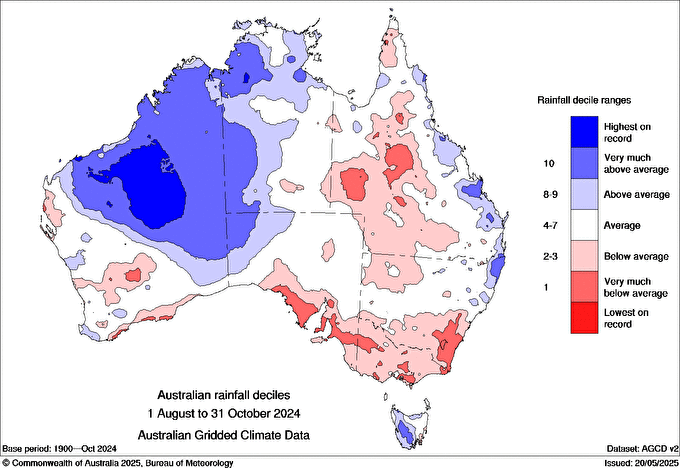 Rainfall decile ranges
Highest on
record
10
Very much
above average
8-9
Above average
4-7
Average
2-3
Below average
1
Very much
below average
Lowest on
record
Australian rainfall deciles
1 August to 31 October 2024
Australian Gridded Climate Data
Base period: 1900—Oct 2024
Dataset: AGCD v2
© Commonwealth of Australia 2025, Bureau of Meteorology
Issued: 20/05/2025